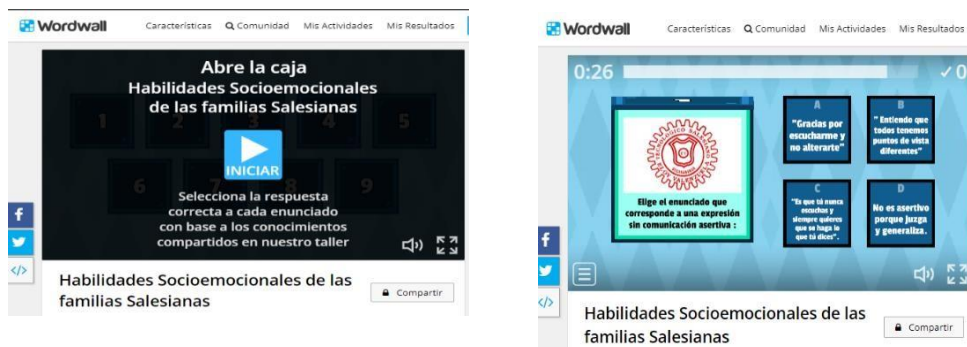 Wordwall
Características Comunidad Mis Actividades Mis Resultados
Abre la caja
Habilidades Socioemocionales
de las familias Salesianas
1 2 3 4 5
INICIAR
6 7 8 9
Selecciona la respuesta
correcta a cada enunciado
con base a los conocimientos
compartidos en nuestro taller
Habilidades Socioemocionales de las
familias Salesianas
Compartir
Wordwall
Características Comunidad Mis Actividades Mis Resultados
0:26
0
Elige el enunciado que
corresponde a una expresión
sin comunicación asertiva :
A
"Gracias por
escucharme y
no alterarte"
B
" Entiendo que
todos tenemos
puntos de vista
diferentes"
C
"Es que tú nunca
escuchas y
siempre quieres
que se haga lo
que tú dices".
D
No es asertivo
porque juzga
y generaliza.
Habilidades Socioemocionales de las
familias Salesianas
Compartir